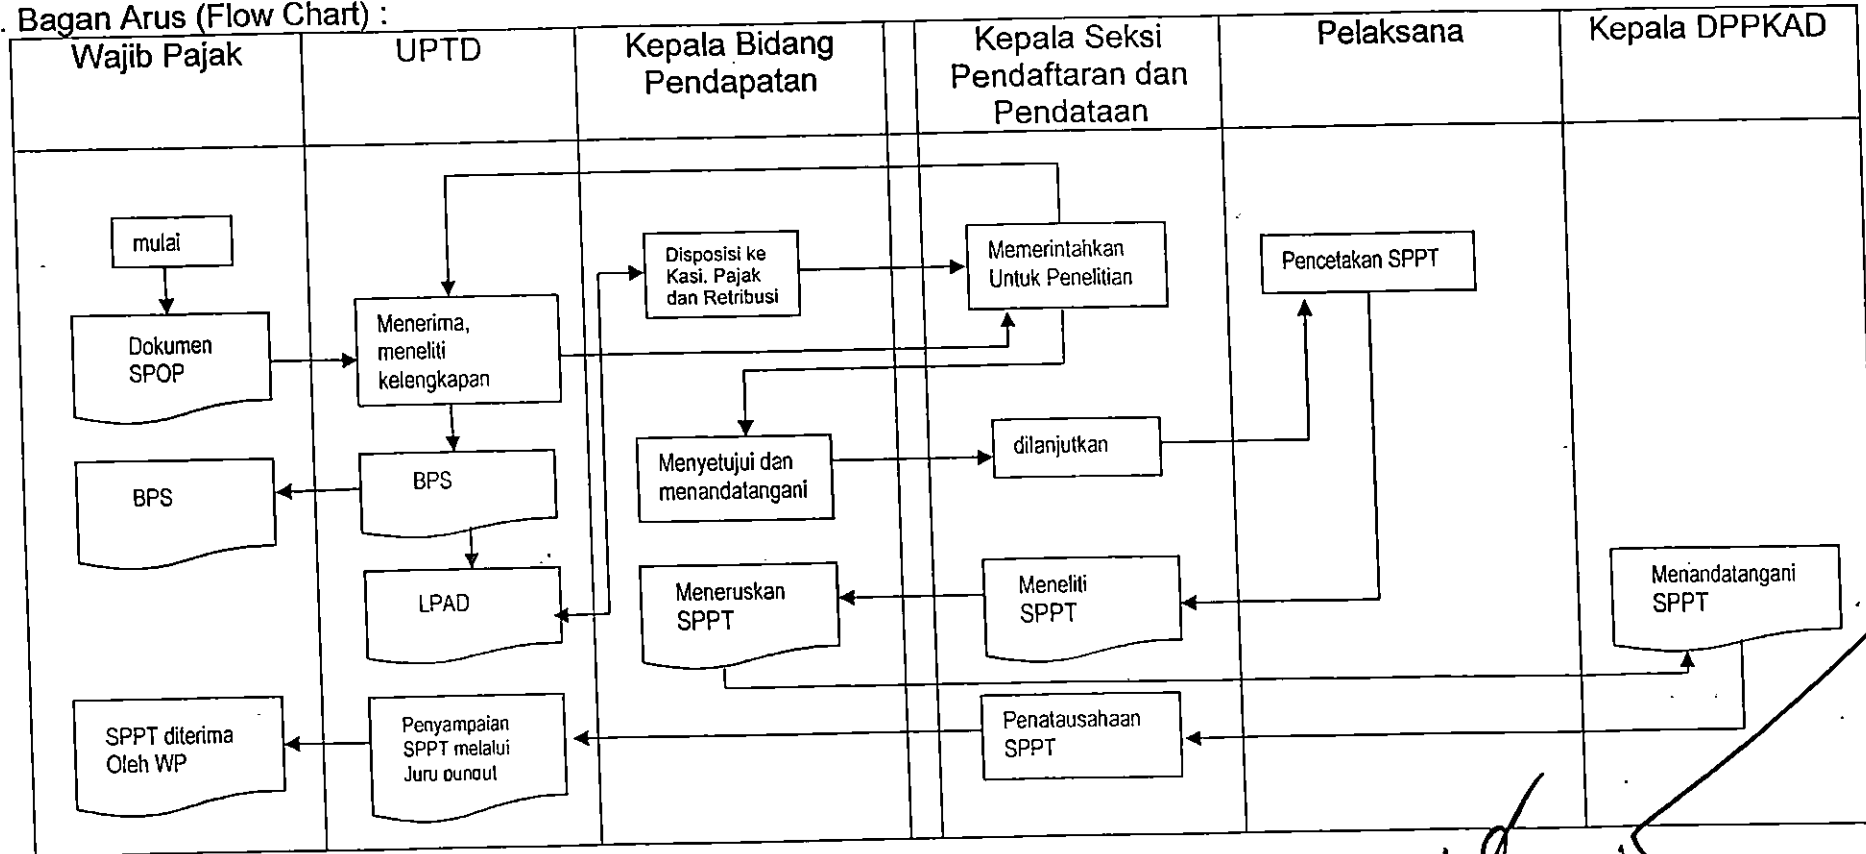 . Bagan Arus (Flow Chart) :
Wajib Pajak
UPTD
Kepala Bidang
Pendapatan
Kepala Seksi
Pendaftaran dan
Pendataan
Pelaksana
Kepala DPPKAD
mulai
Dokumen
SPOP
BPS
SPPT diterima
Oleh WP
Menerima,
meneliti
kelengkapan
BPS
LPAD
Penyampaian
SPPT melalui
Juru pungut
Disposisi ke
Kasi. Pajak
dan Retribusi
Menyetujui dan
menandatangani
Meneruskan
SPPT
Memerintahkan
Untuk Penelitian
dilanjutkan
Meneliti
SPPT
Penatausahaan
SPPT
Pencetakan SPPT
Menandatangani
SPPT